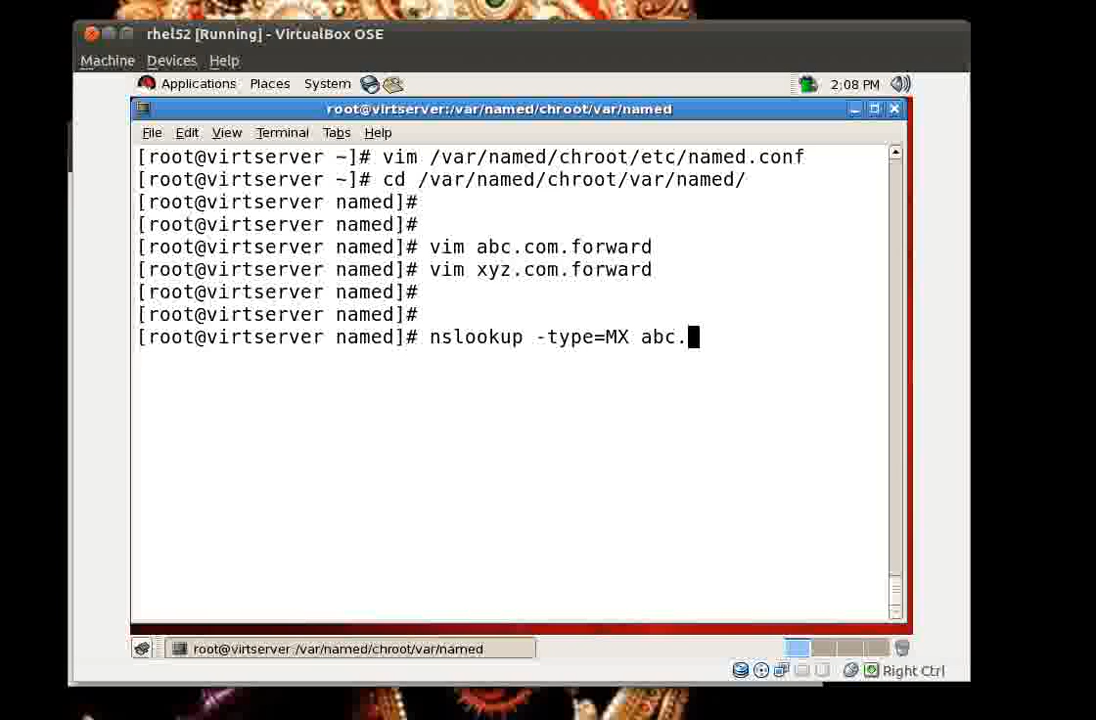 rhel52 [Running] - VirtualBox OSE
Machine Devices Help
Applications Places System 2:08 PM
root@virtserver:/var/named/chroot/var/named
File Edit View Terminal Tabs Help
[root@virtserver ~]# vim /var/named/chroot/etc/named.conf
[root@virtserver ~]# cd /var/named/chroot/var/named/
[root@virtserver named]#
[root@virtserver named]#
[root@virtserver named]# vim abc.com.forward
[root@virtserver named]# vim xyz.com.forward
[root@virtserver named]#
[root@virtserver named]#
[root@virtserver named]# nslookup -type=MX abc.
root@virtserver:/var/named/chroot/var/named
Right Ctrl